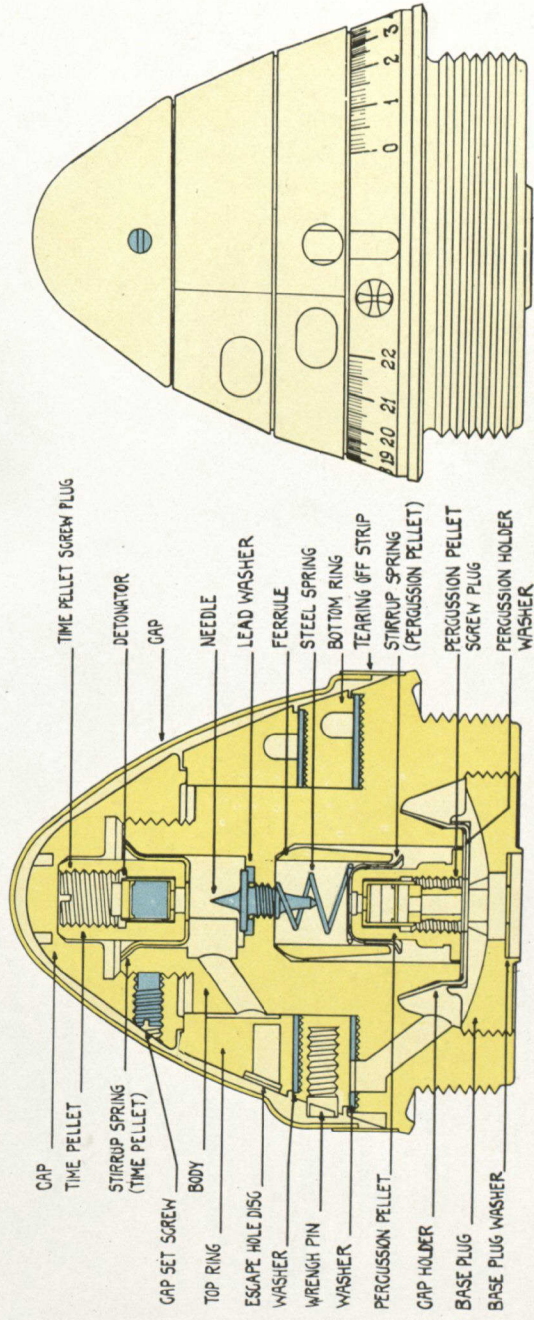 CAP
TIME PELLET
STIRRUP SPRING
(TIME PELLET)
CAP SET SCREW
BODY
TOP RING
ESCAPE HOLE DISC
WASHER
WRENCH PIN
WASHER
PERCUSSION PELLET
CAP HOLDER
BASE PLUG
BASE PLUG WASHER
TIME PELLET SCREW PLUG
DETONATOR
CAP
NEEDLE
LEAD WASHER
FERRULE
STEEL SPRING
BOTTOM RING
TEARING OFF STRIP
STIRRUP SPRING
(PERCUSSION PELLET)
PERCUSSION PELLET
SCREW PLUG
PERCUSSION HOLDER
WASHER
19 20 21 22
0 1 2 3